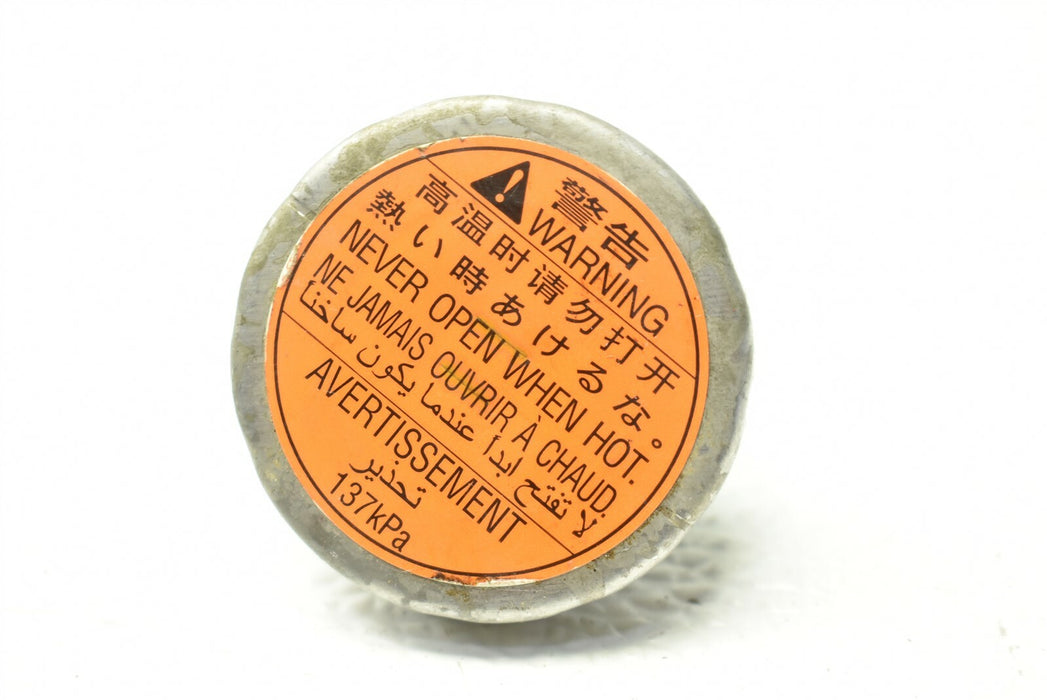 警告
WARNING
高温时请勿打开
熱い時あけるな。
NEVER OPEN WHEN HOT.
NE JAMAIS OUVRIR À CHAUD.
لا تفتح ابدأ عندما يكون ساخنا
AVERTISSEMENT
تحذير
137kPa